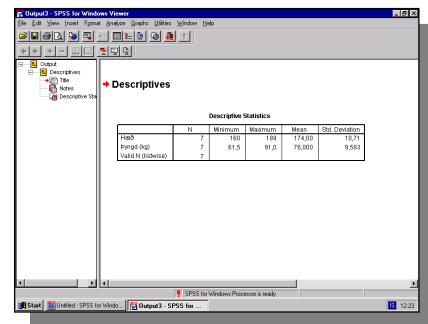 Output3 - SPSS for Windows Viewer
File Edit View Insert Format Analyze Graphs Utilities Window Help
Output
Descriptives
Title
Notes
Descriptive Sta
Descriptives
Descriptive Statistics
N Minimum Maximum Mean Std. Deviation
Hæð 7 160 189 174,00 10,71
Þyngd (kg) 7 61,5 91,0 76,000 9,583
Valid N (listwise) 7
SPSS for Windows Processor is ready
Start Untitled - SPSS for Windo... Output3 - SPSS for ... IS 12:23